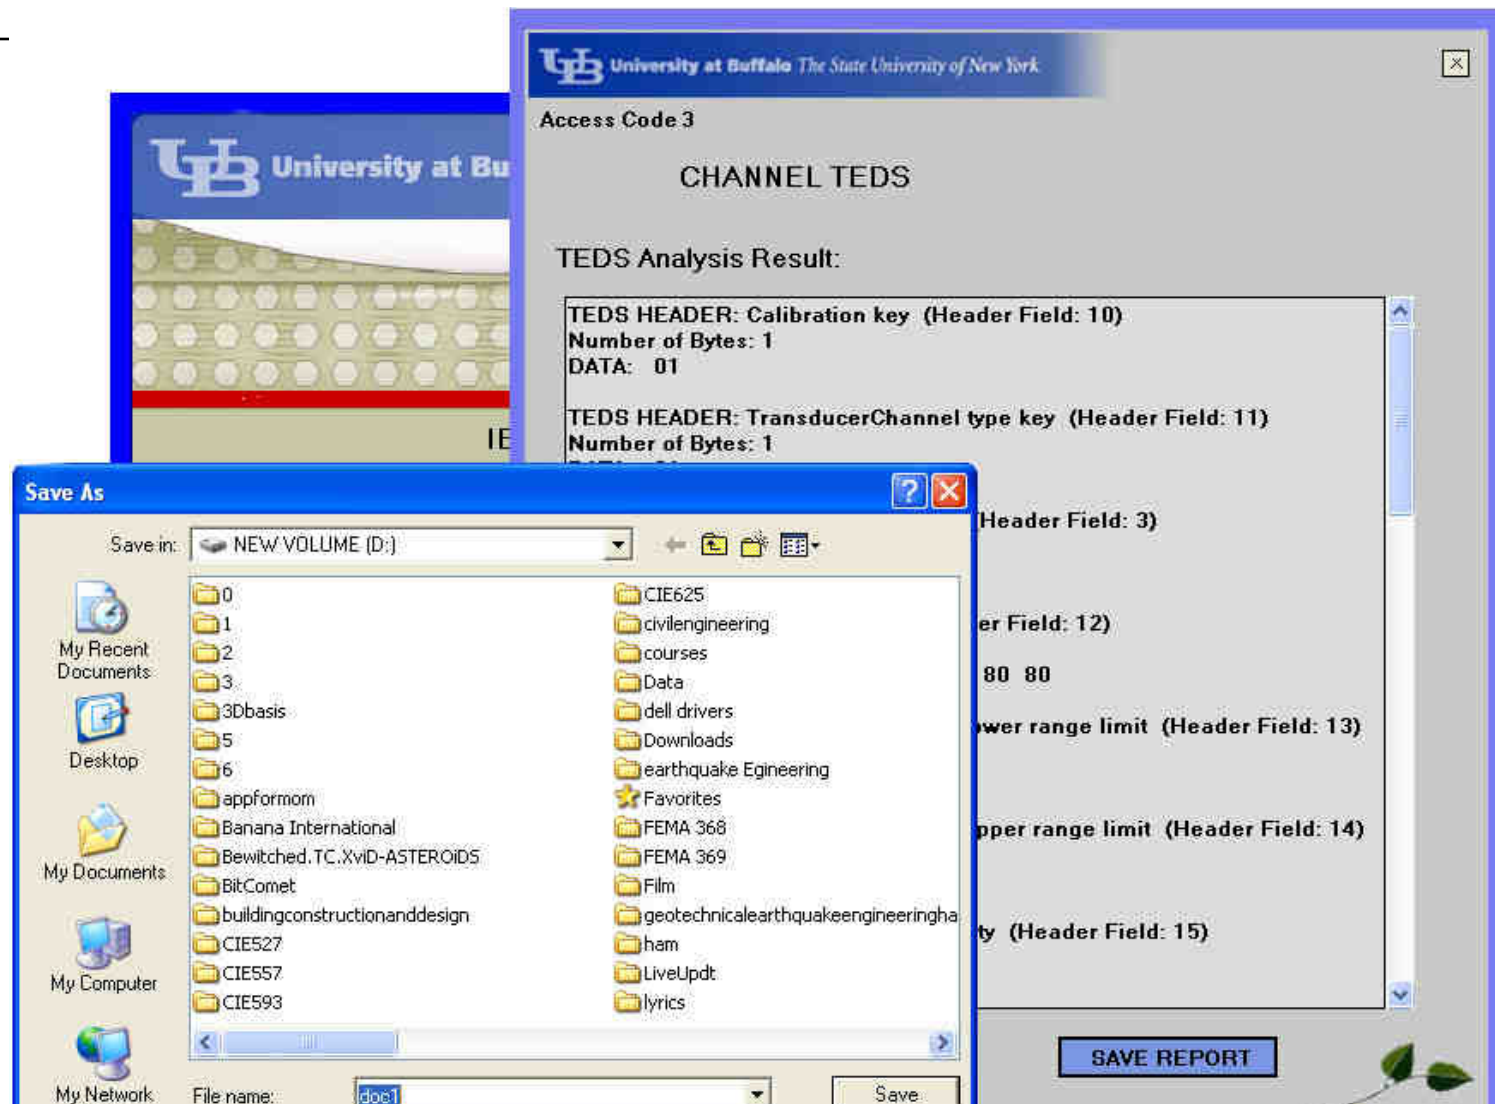 UB University at Buffalo The State University of New York
Access Code 3
CHANNEL TEDS
TEDS Analysis Result:
TEDS HEADER: Calibration key (Header Field: 10)
Number of Bytes: 1
DATA: 01
TEDS HEADER: TransducerChannel type key (Header Field: 11)
Number of Bytes: 1
(Header Field: 3)
er Field: 12)
80 80
ower range limit (Header Field: 13)
pper range limit (Header Field: 14)
ty (Header Field: 15)
SAVE REPORT
UB University at Bu
IE
Save As
Save in:
NEW VOLUME (D:)
My Recent
Documents
Desktop
My Documents
My Computer
My Network
0
1
2
3
3Dbasis
5
6
appformom
Banana International
Bewitched.TC.XviD-ASTEROiDS
BitComet
buildingconstructionanddesign
CIE527
CIE557
CIE593
CIE625
civilengineering
courses
Data
dell drivers
Downloads
earthquake Egineering
Favorites
FEMA 368
FEMA 369
Film
geotechnicalearthquakeengineeringha
ham
LiveUpdt
lyrics
File name:
doc1
Save